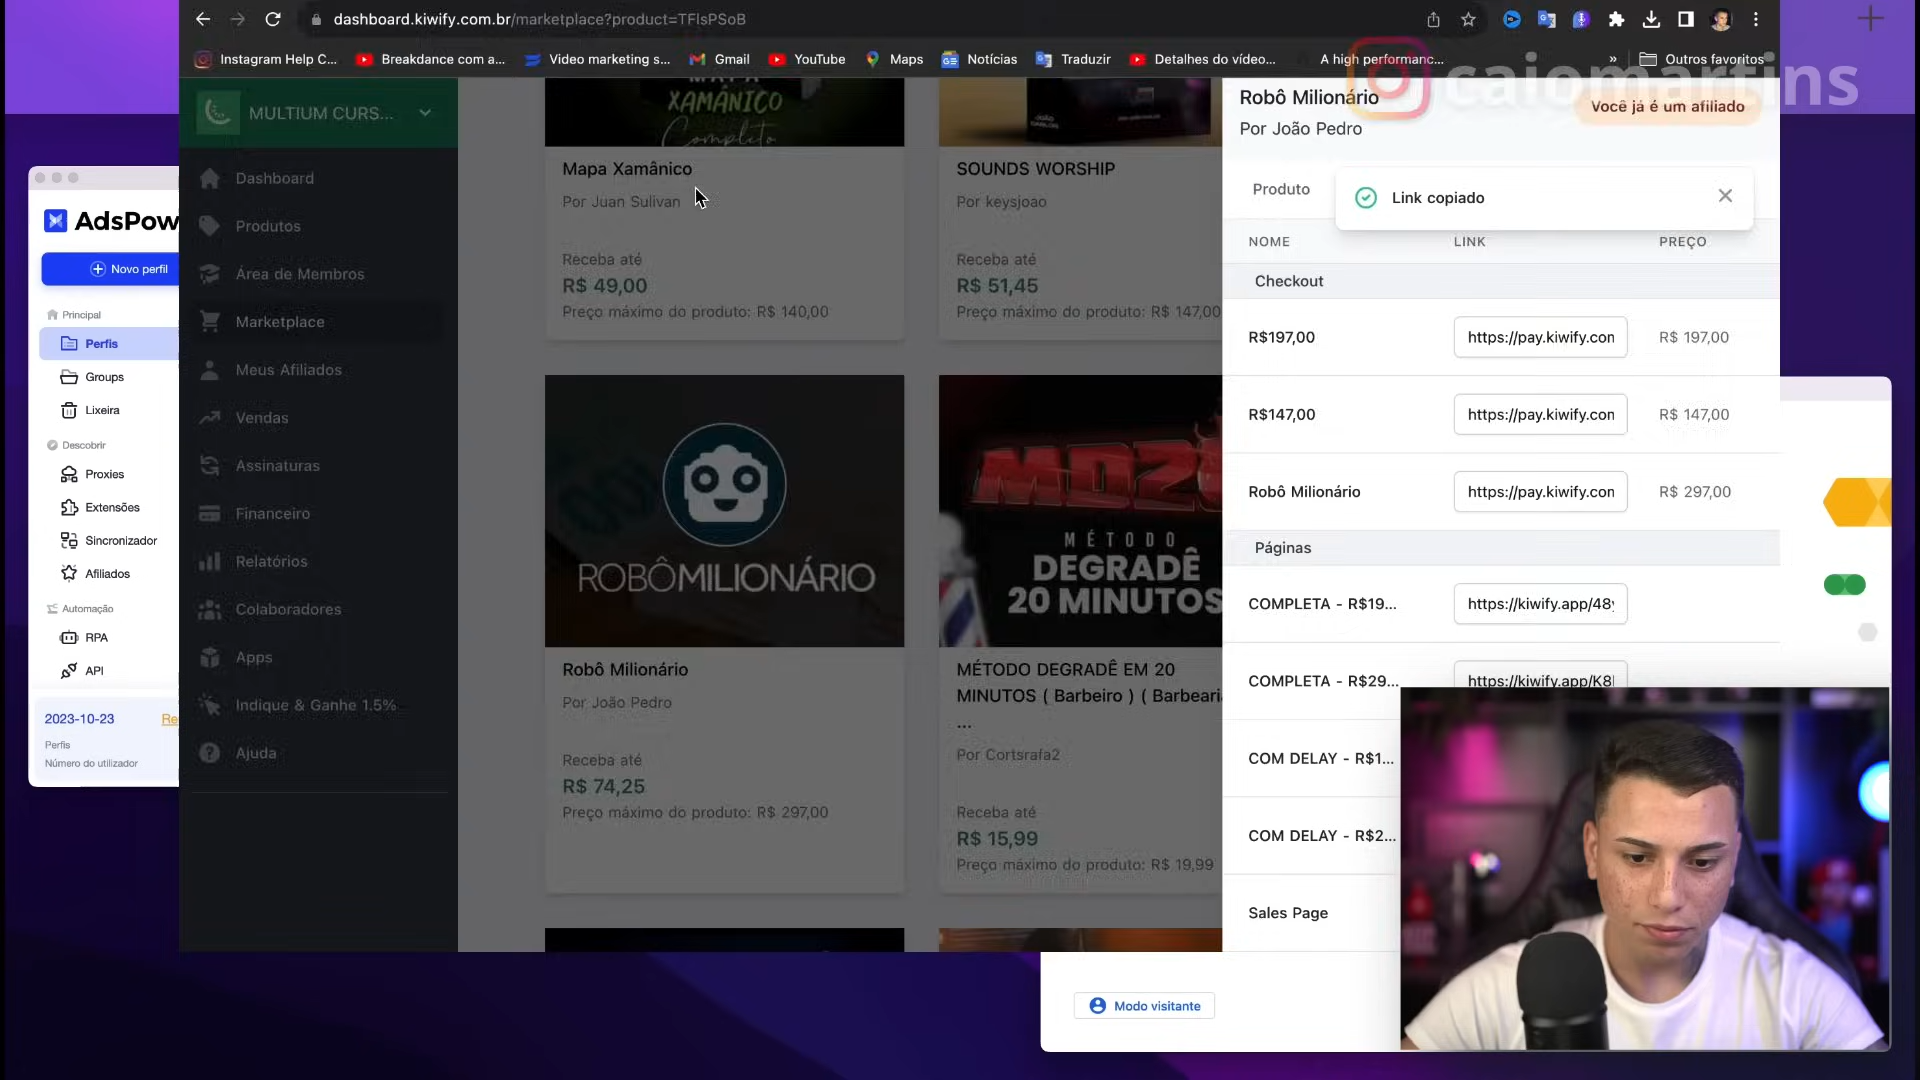 dashboard.kiwify.com.br/marketplace?product=TFlsPSoB
Instagram Help C...
Breakdance com a...
Video marketing s...
Gmail
YouTube
Maps
Notícias
Traduzir
Detalhes do vídeo...
A high performanc...
»
Outros favoritos
caiomartins
AdsPow
Novo perfil
Principal
Perfis
Groups
Lixeira
Descobrir
Proxies
Extensões
Sincronizador
Afiliados
Automação
RPA
API
2023-10-23
Re
Perfis
Número do utilizador
MULTIUM CURS...
Dashboard
Produtos
Área de Membros
Marketplace
Meus Afiliados
Vendas
Assinaturas
Financeiro
Relatórios
Colaboradores
Apps
Indique & Ganhe 1.5%
Ajuda
MAPA
XAMÂNICO
Completo
Mapa Xamânico
Por Juan Sulivan
Receba até
R$ 49,00
Preço máximo do produto: R$ 140,00
SOUNDS WORSHIP
Por keysjoao
Receba até
R$ 51,45
Preço máximo do produto: R$ 147,00
ROBÔMILIONÁRIO
Robô Milionário
Por João Pedro
Receba até
R$ 74,25
Preço máximo do produto: R$ 297,00
MÉTODO
DEGRADÊ
20 MINUTOS
MÉTODO DEGRADÊ EM 20
MINUTOS ( Barbeiro ) ( Barbearia
...
Por Cortsrafa2
Receba até
R$ 15,99
Preço máximo do produto: R$ 19,99
Robô Milionário
Por João Pedro
Você já é um afiliado
Produto
Link copiado
NOME LINK PREÇO
Checkout
R$197,00 https://pay.kiwify.con R$ 197,00
R$147,00 https://pay.kiwify.con R$ 147,00
Robô Milionário https://pay.kiwify.con R$ 297,00
Páginas
COMPLETA - R$19... https://kiwify.app/48y
COMPLETA - R$29... https://kiwify.app/K8l
COM DELAY - R$1...
COM DELAY - R$2...
Sales Page
Modo visitante